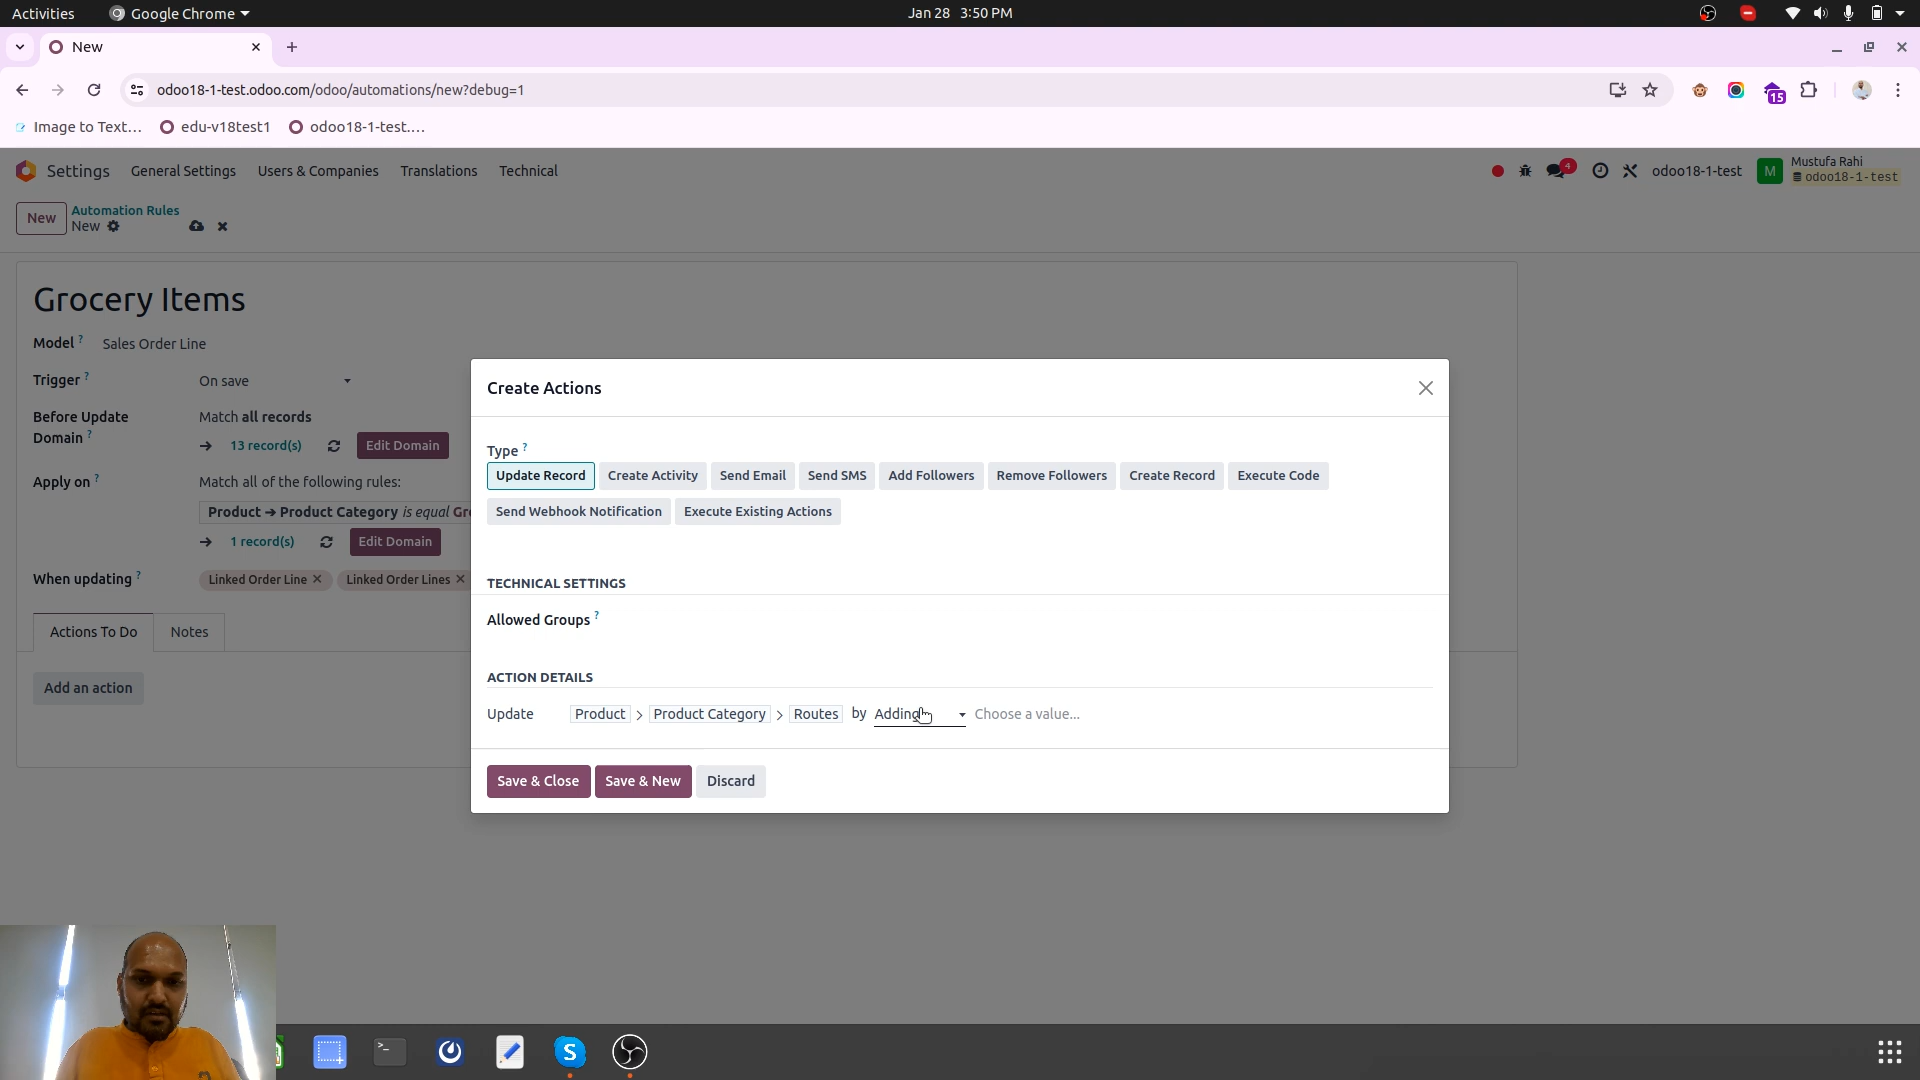 Activities
Google Chrome
Jan 28 3:50 PM
New
odoo18-1-test.odoo.com/odoo/automations/new?debug=1
15
Image to Text...
edu-v18test1
odoo18-1-test....
Settings
General Settings
Users & Companies
Translations
Technical
4
odoo18-1-test
M
Mustufa Rahi
odoo18-1-test
New
Automation Rules
New
Grocery Items
Model ?
Sales Order Line
Trigger ?
On save
Before Update
Domain ?
Match all records
13 record(s)
Edit Domain
Apply on ?
Match all of the following rules:
Product → Product Category is equal Gr
1 record(s)
Edit Domain
When updating ?
Linked Order Line
Linked Order Lines
Actions To Do
Notes
Add an action
Create Actions
Type ?
Update Record
Create Activity
Send Email
Send SMS
Add Followers
Remove Followers
Create Record
Execute Code
Send Webhook Notification
Execute Existing Actions
TECHNICAL SETTINGS
Allowed Groups ?
ACTION DETAILS
Update Product > Product Category > Routes by Adding Choose a value...
Save & Close
Save & New
Discard